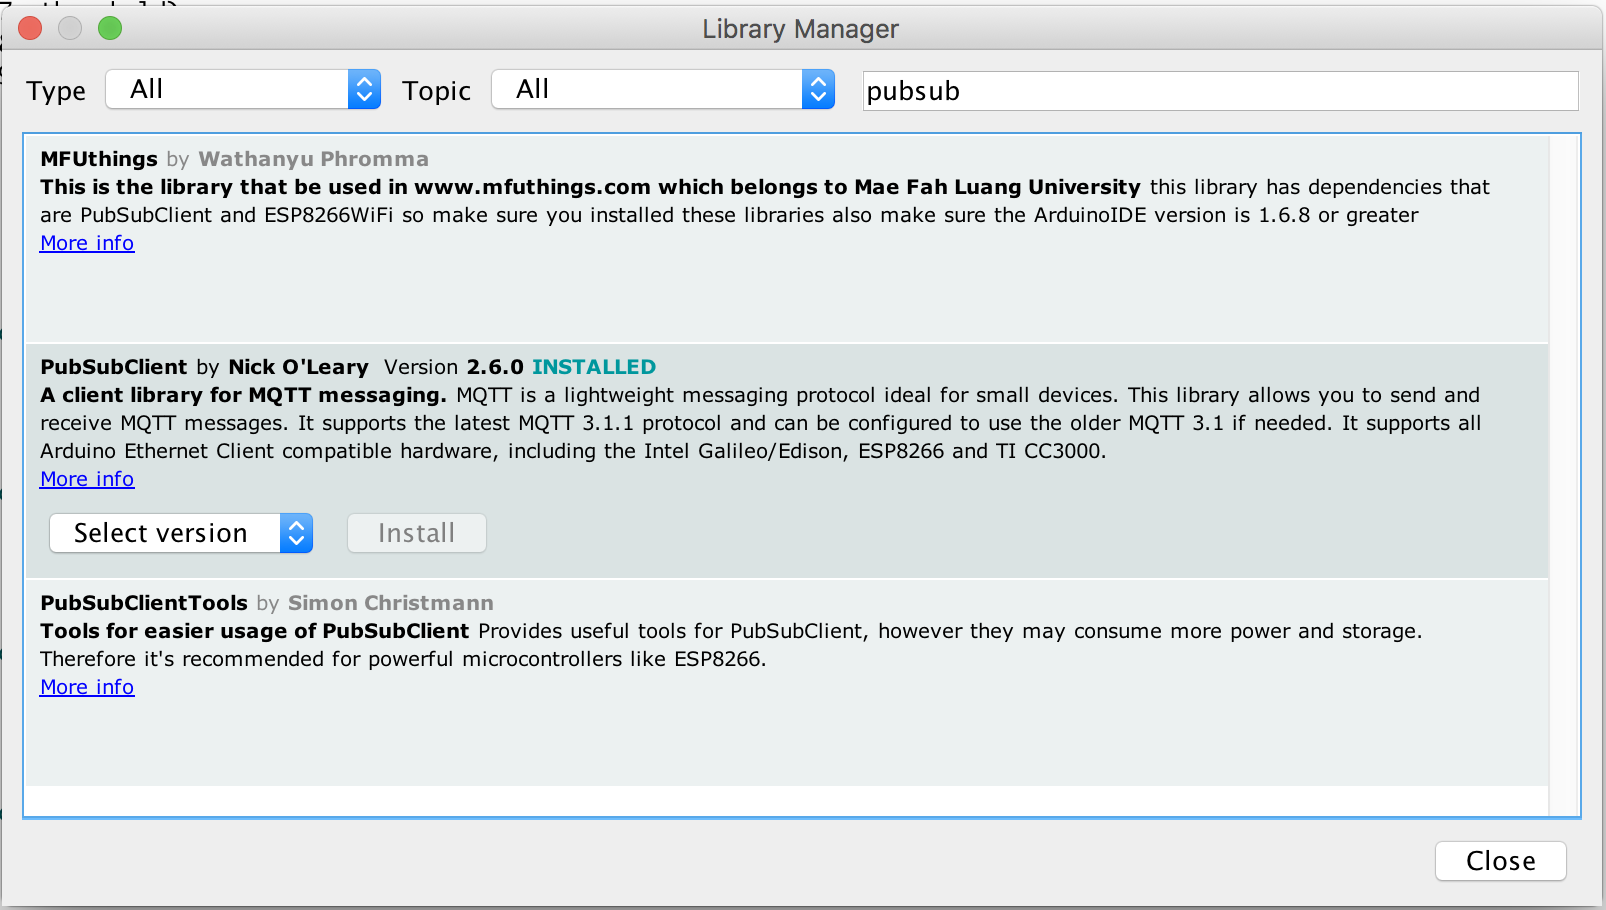 Library Manager
Type All Topic All pubsub
MFUthings by Wathanyu Phromma
This is the library that be used in www.mfuthings.com which belongs to Mae Fah Luang University this library has dependencies that
are PubSubClient and ESP8266WiFi so make sure you installed these libraries also make sure the ArduinoIDE version is 1.6.8 or greater
More info
PubSubClient by Nick O'Leary Version 2.6.0 INSTALLED
A client library for MQTT messaging. MQTT is a lightweight messaging protocol ideal for small devices. This library allows you to send and
receive MQTT messages. It supports the latest MQTT 3.1.1 protocol and can be configured to use the older MQTT 3.1 if needed. It supports all
Arduino Ethernet Client compatible hardware, including the Intel Galileo/Edison, ESP8266 and TI CC3000.
More info
Select version Install
PubSubClientTools by Simon Christmann
Tools for easier usage of PubSubClient Provides useful tools for PubSubClient, however they may consume more power and storage.
Therefore it's recommended for powerful microcontrollers like ESP8266.
More info
Close